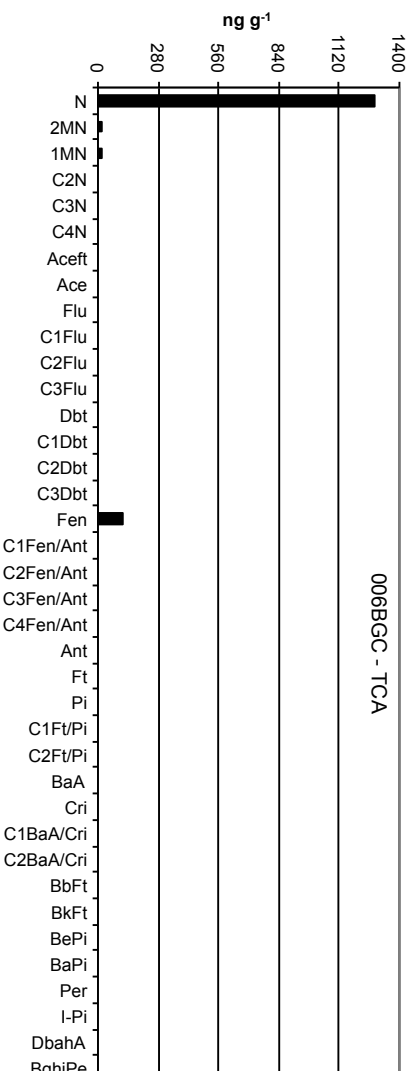 ng g-1
0
280
560
840
1120
1400
N
2MN
1MN
C2N
C3N
C4N
Aceft
Ace
Flu
C1Flu
C2Flu
C3Flu
Dbt
C1Dbt
C2Dbt
C3Dbt
Fen
C1Fen/Ant
C2Fen/Ant
C3Fen/Ant
C4Fen/Ant
Ant
Ft
Pi
C1Ft/Pi
C2Ft/Pi
BaA
Cri
C1BaA/Cri
C2BaA/Cri
BbFt
BkFt
BePi
BaPi
Per
I-Pi
DbahA
BghiPe
006BGC - TCA